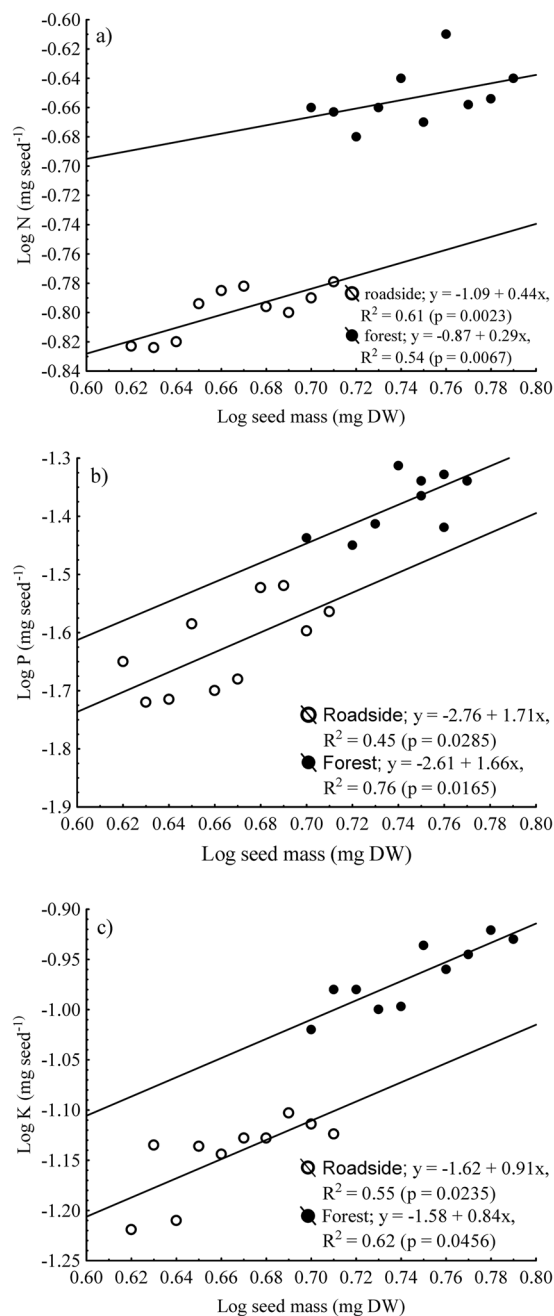 a)
Log N (mg seed⁻¹)
-0.60
-0.62
-0.64
-0.66
-0.68
-0.70
-0.72
-0.74
-0.76
-0.78
-0.80
-0.82
-0.84
roadside; y = -1.09 + 0.44x,
R² = 0.61 (p = 0.0023)
forest; y = -0.87 + 0.29x,
R² = 0.54 (p = 0.0067)
0.60 0.62 0.64 0.66 0.68 0.70 0.72 0.74 0.76 0.78 0.80
Log seed mass (mg DW)
b)
Log P (mg seed⁻¹)
-1.3
-1.4
-1.5
-1.6
-1.7
-1.8
-1.9
Roadside; y = -2.76 + 1.71x,
R² = 0.45 (p = 0.0285)
Forest; y = -2.61 + 1.66x,
R² = 0.76 (p = 0.0165)
0.60 0.62 0.64 0.66 0.68 0.70 0.72 0.74 0.76 0.78 0.80
Log seed mass (mg DW)
c)
Log K (mg seed⁻¹)
-0.90
-0.95
-1.00
-1.05
-1.10
-1.15
-1.20
-1.25
Roadside; y = -1.62 + 0.91x,
R² = 0.55 (p = 0.0235)
Forest; y = -1.58 + 0.84x,
R² = 0.62 (p = 0.0456)
0.60 0.62 0.64 0.66 0.68 0.70 0.72 0.74 0.76 0.78 0.80
Log seed mass (mg DW)